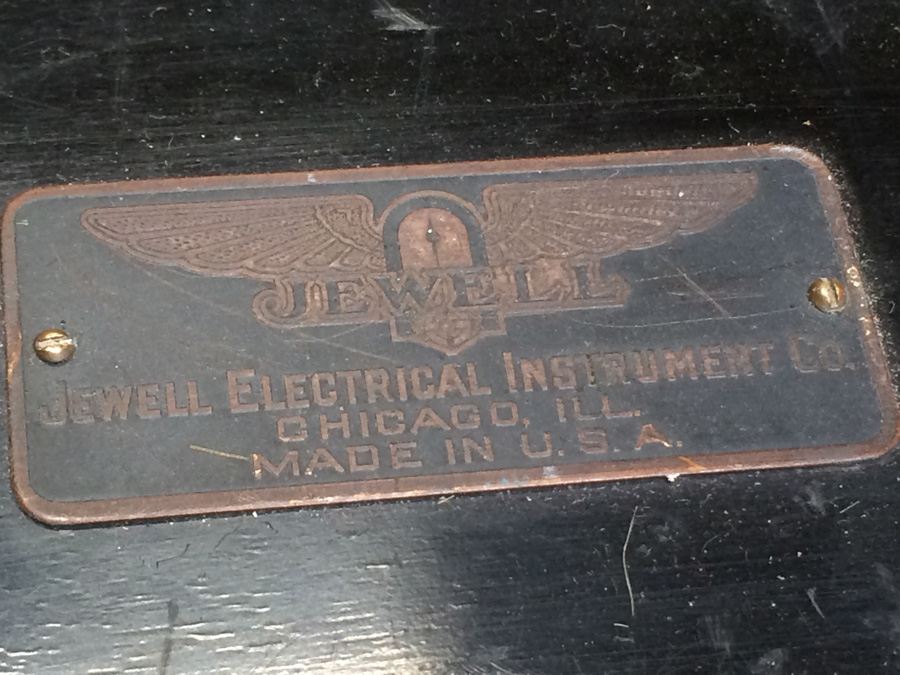 JEWELL
JEWELL ELECTRICAL INSTRUMENT CO.
CHICAGO, ILL.
MADE IN U.S.A.